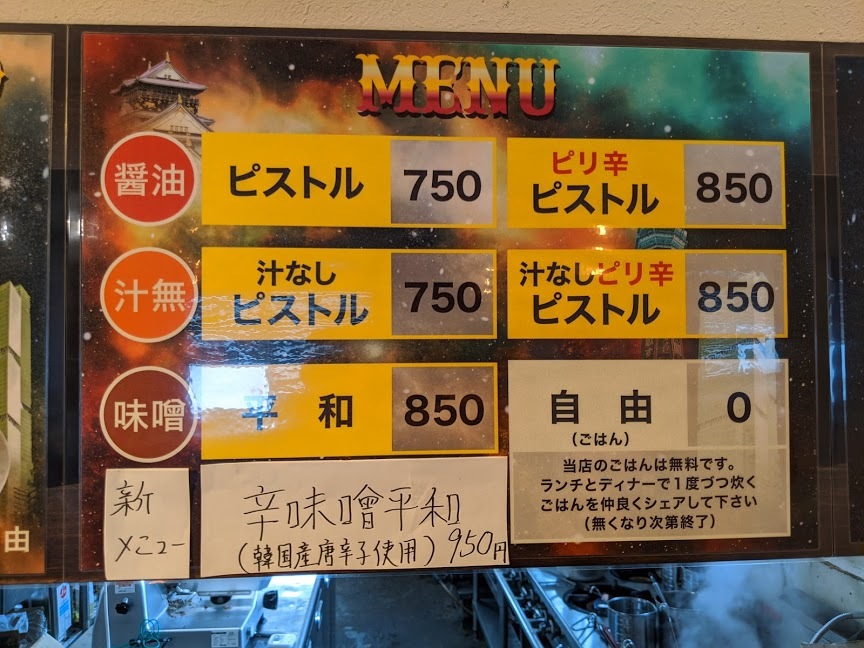 MENU
醤油
ピストル 750
ピリ辛
ピストル 850
汁無
汁なし
ピストル 750
汁なしピリ辛
ピストル 850
味噌
平和 850
自由 0
(ごはん)
当店のごはんは無料です。
ランチとディナーで1度づつ炊く
ごはんを仲良くシェアして下さい
(無くなり次第終了)
新
メニュー
辛味噌平和
(韓国産唐辛子使用) 950円
由